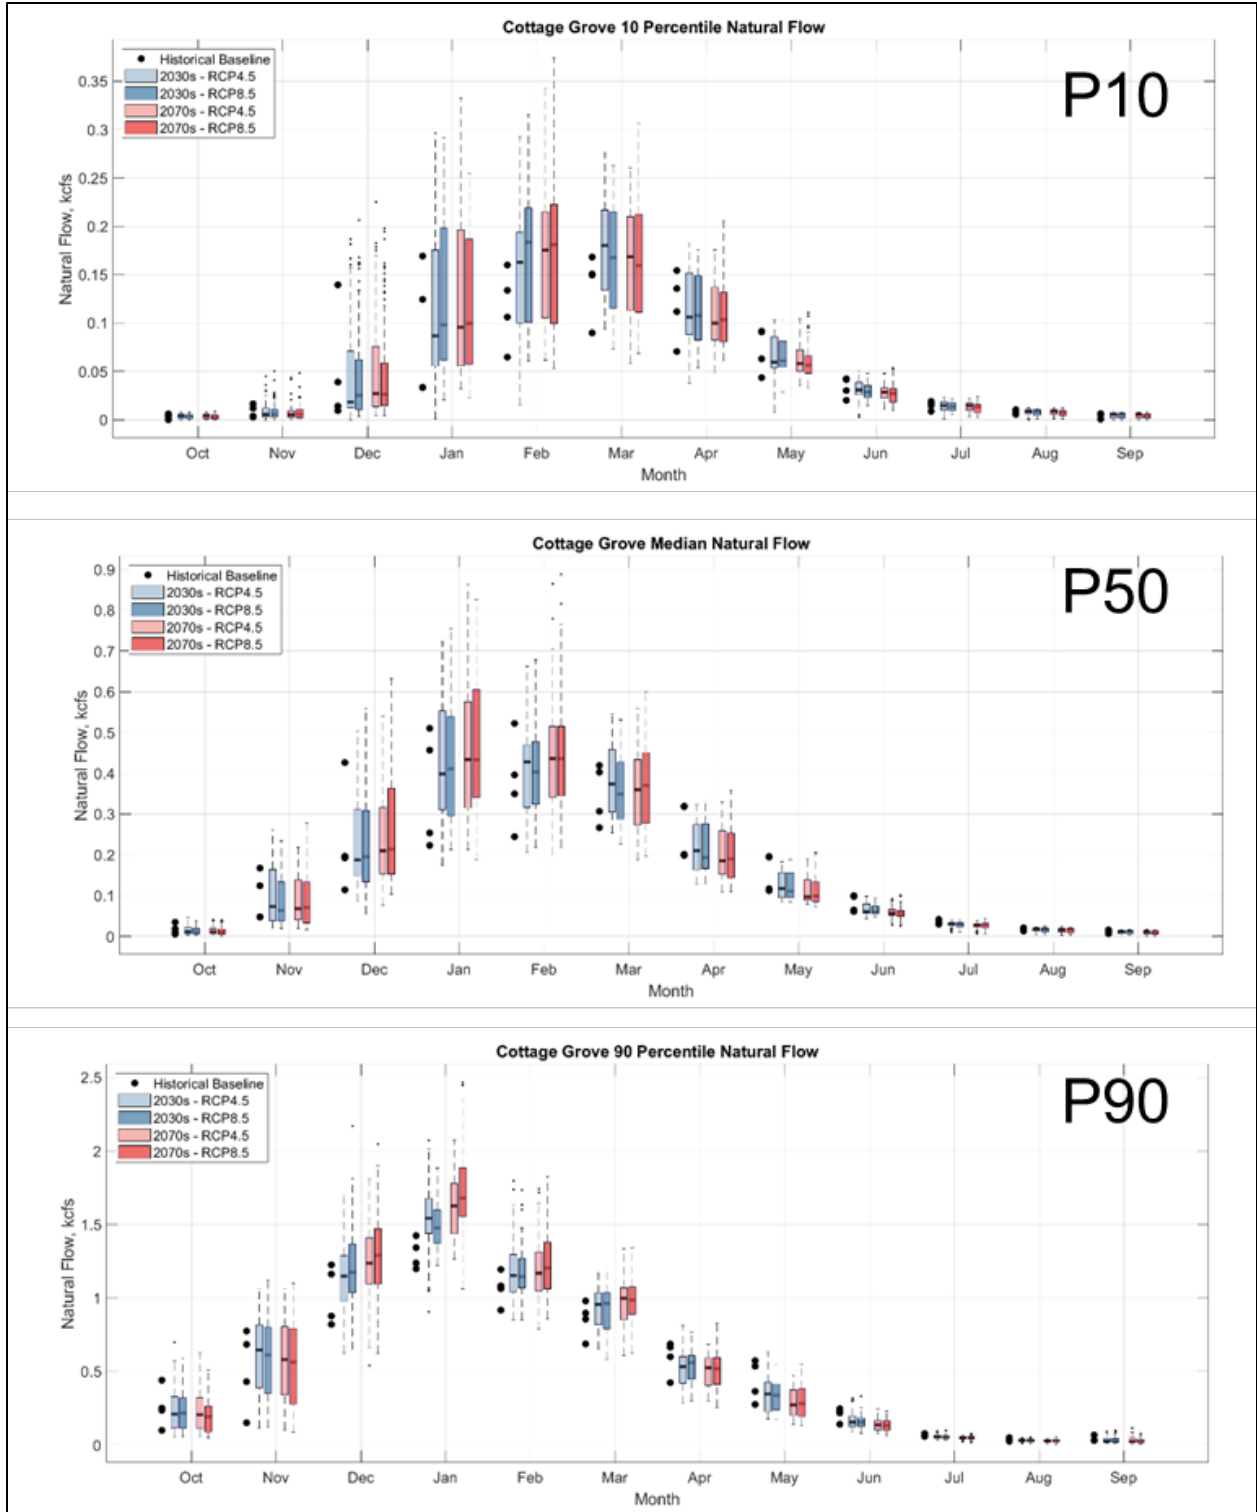 Cottage Grove 10 Percentile Natural Flow
P10
Historical Baseline
2030s - RCP4.5
2030s - RCP8.5
2070s - RCP4.5
2070s - RCP8.5
Natural Flow, kcfs
0.35
0.3
0.25
0.2
0.15
0.1
0.05
0
Oct Nov Dec Jan Feb Mar Apr May Jun Jul Aug Sep
Month
Cottage Grove Median Natural Flow
P50
Historical Baseline
2030s - RCP4.5
2030s - RCP8.5
2070s - RCP4.5
2070s - RCP8.5
Natural Flow, kcfs
0.9
0.8
0.7
0.6
0.5
0.4
0.3
0.2
0.1
0
Oct Nov Dec Jan Feb Mar Apr May Jun Jul Aug Sep
Month
Cottage Grove 90 Percentile Natural Flow
P90
Historical Baseline
2030s - RCP4.5
2030s - RCP8.5
2070s - RCP4.5
2070s - RCP8.5
Natural Flow, kcfs
2.5
2
1.5
1
0.5
0
Oct Nov Dec Jan Feb Mar Apr May Jun Jul Aug Sep
Month